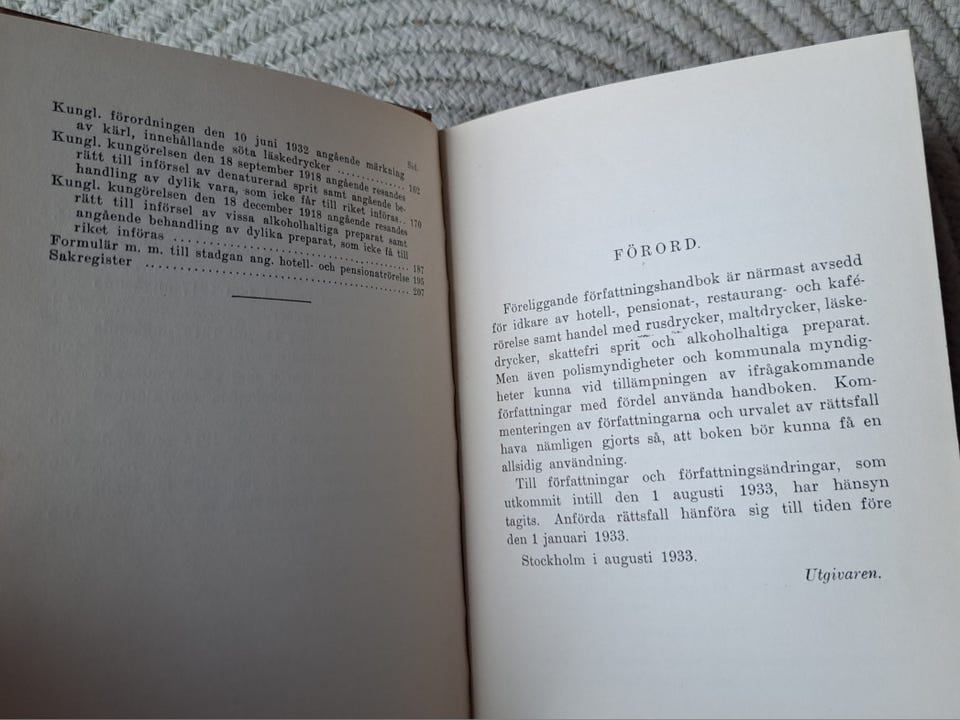 Sid.
Kungl. förordningen den 10 juni 1932 angående märkning
av kärl, innehållande söta läskedrycker ............ 162
Kungl. kungörelsen den 18 september 1918 angående resandes
rätt till införsel av denaturerad sprit samt angående be-
handling av dylik vara, som icke får till riket införas.. 170
Kungl. kungörelsen den 18 december 1918 angående resandes
rätt till införsel av vissa alkoholhaltiga preparat samt
angående behandling av dylika preparat, som icke få till
riket införas .................................... 187
Formulär m. m. till stadgan ang. hotell- och pensionatrörelse 195
Sakregister ........................................ 207
FÖRORD.
Föreliggande författningshandbok är närmast avsedd
för idkare av hotell-, pensionat-, restaurang- och kafé-
rörelse samt handel med rusdrycker, maltdrycker, läske-
drycker, skattefri sprit och alkoholhaltiga preparat.
Men även polismyndigheter och kommunala myndig-
heter kunna vid tillämpningen av ifrågakommande
författningar med fördel använda handboken. Kom-
menteringen av författningarna och urvalet av rättsfall
hava nämligen gjorts så, att boken bör kunna få en
allsidig användning.
Till författningar och författningsändringar, som
utkommit intill den 1 augusti 1933, har hänsyn
tagits. Anförda rättsfall hänföra sig till tiden före
den 1 januari 1933.
Stockholm i augusti 1933.
Utgivaren.